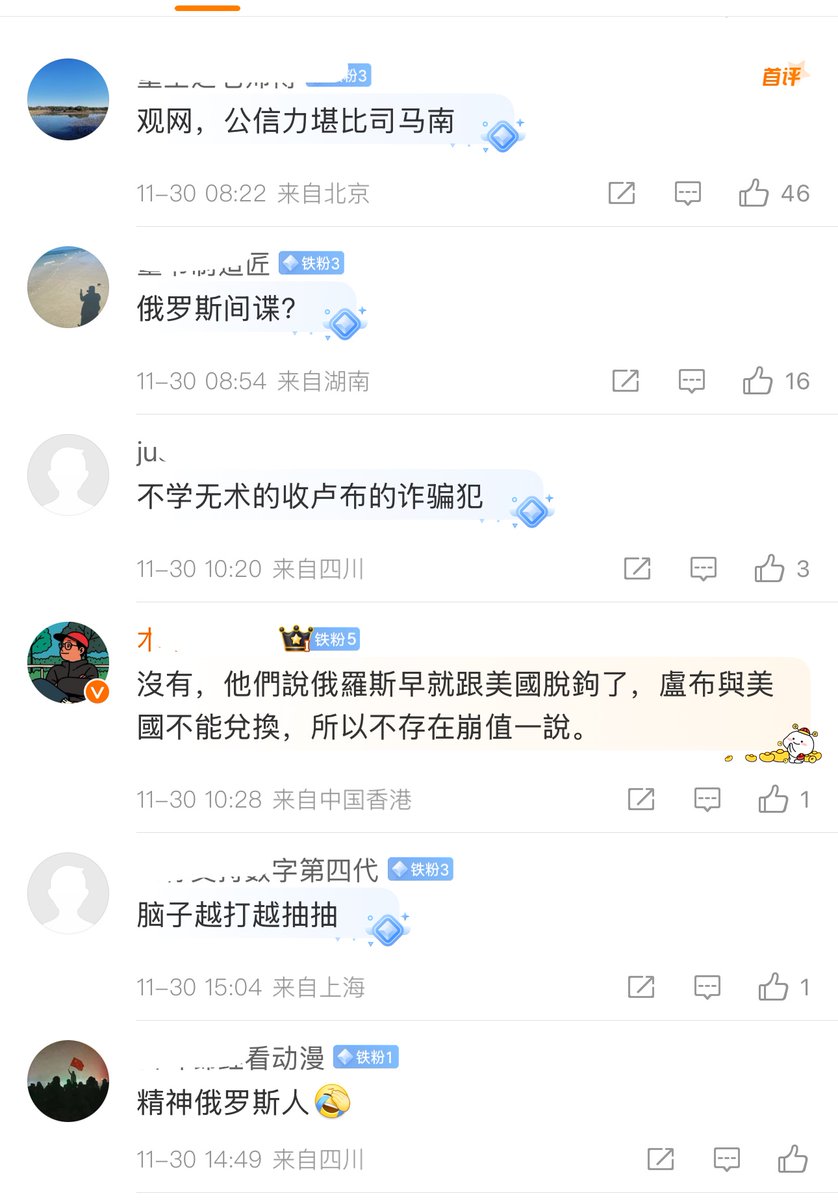 粉3
首评
观网，公信力堪比司马南
11-30 08:22 来自北京
46
匠 铁粉3
俄罗斯间谍？
11-30 08:54 来自湖南
16
ju
不学无术的收卢布的诈骗犯
11-30 10:20 来自四川
3
铁粉5
沒有，他們說俄羅斯早就跟美國脫鉤了，盧布與美
國不能兌換，所以不存在崩值一說。
11-30 10:28 来自中国香港
1
字第四代 铁粉3
脑子越打越抽抽
11-30 15:04 来自上海
1
看动漫 铁粉1
精神俄罗斯人🤣
11-30 14:49 来自四川